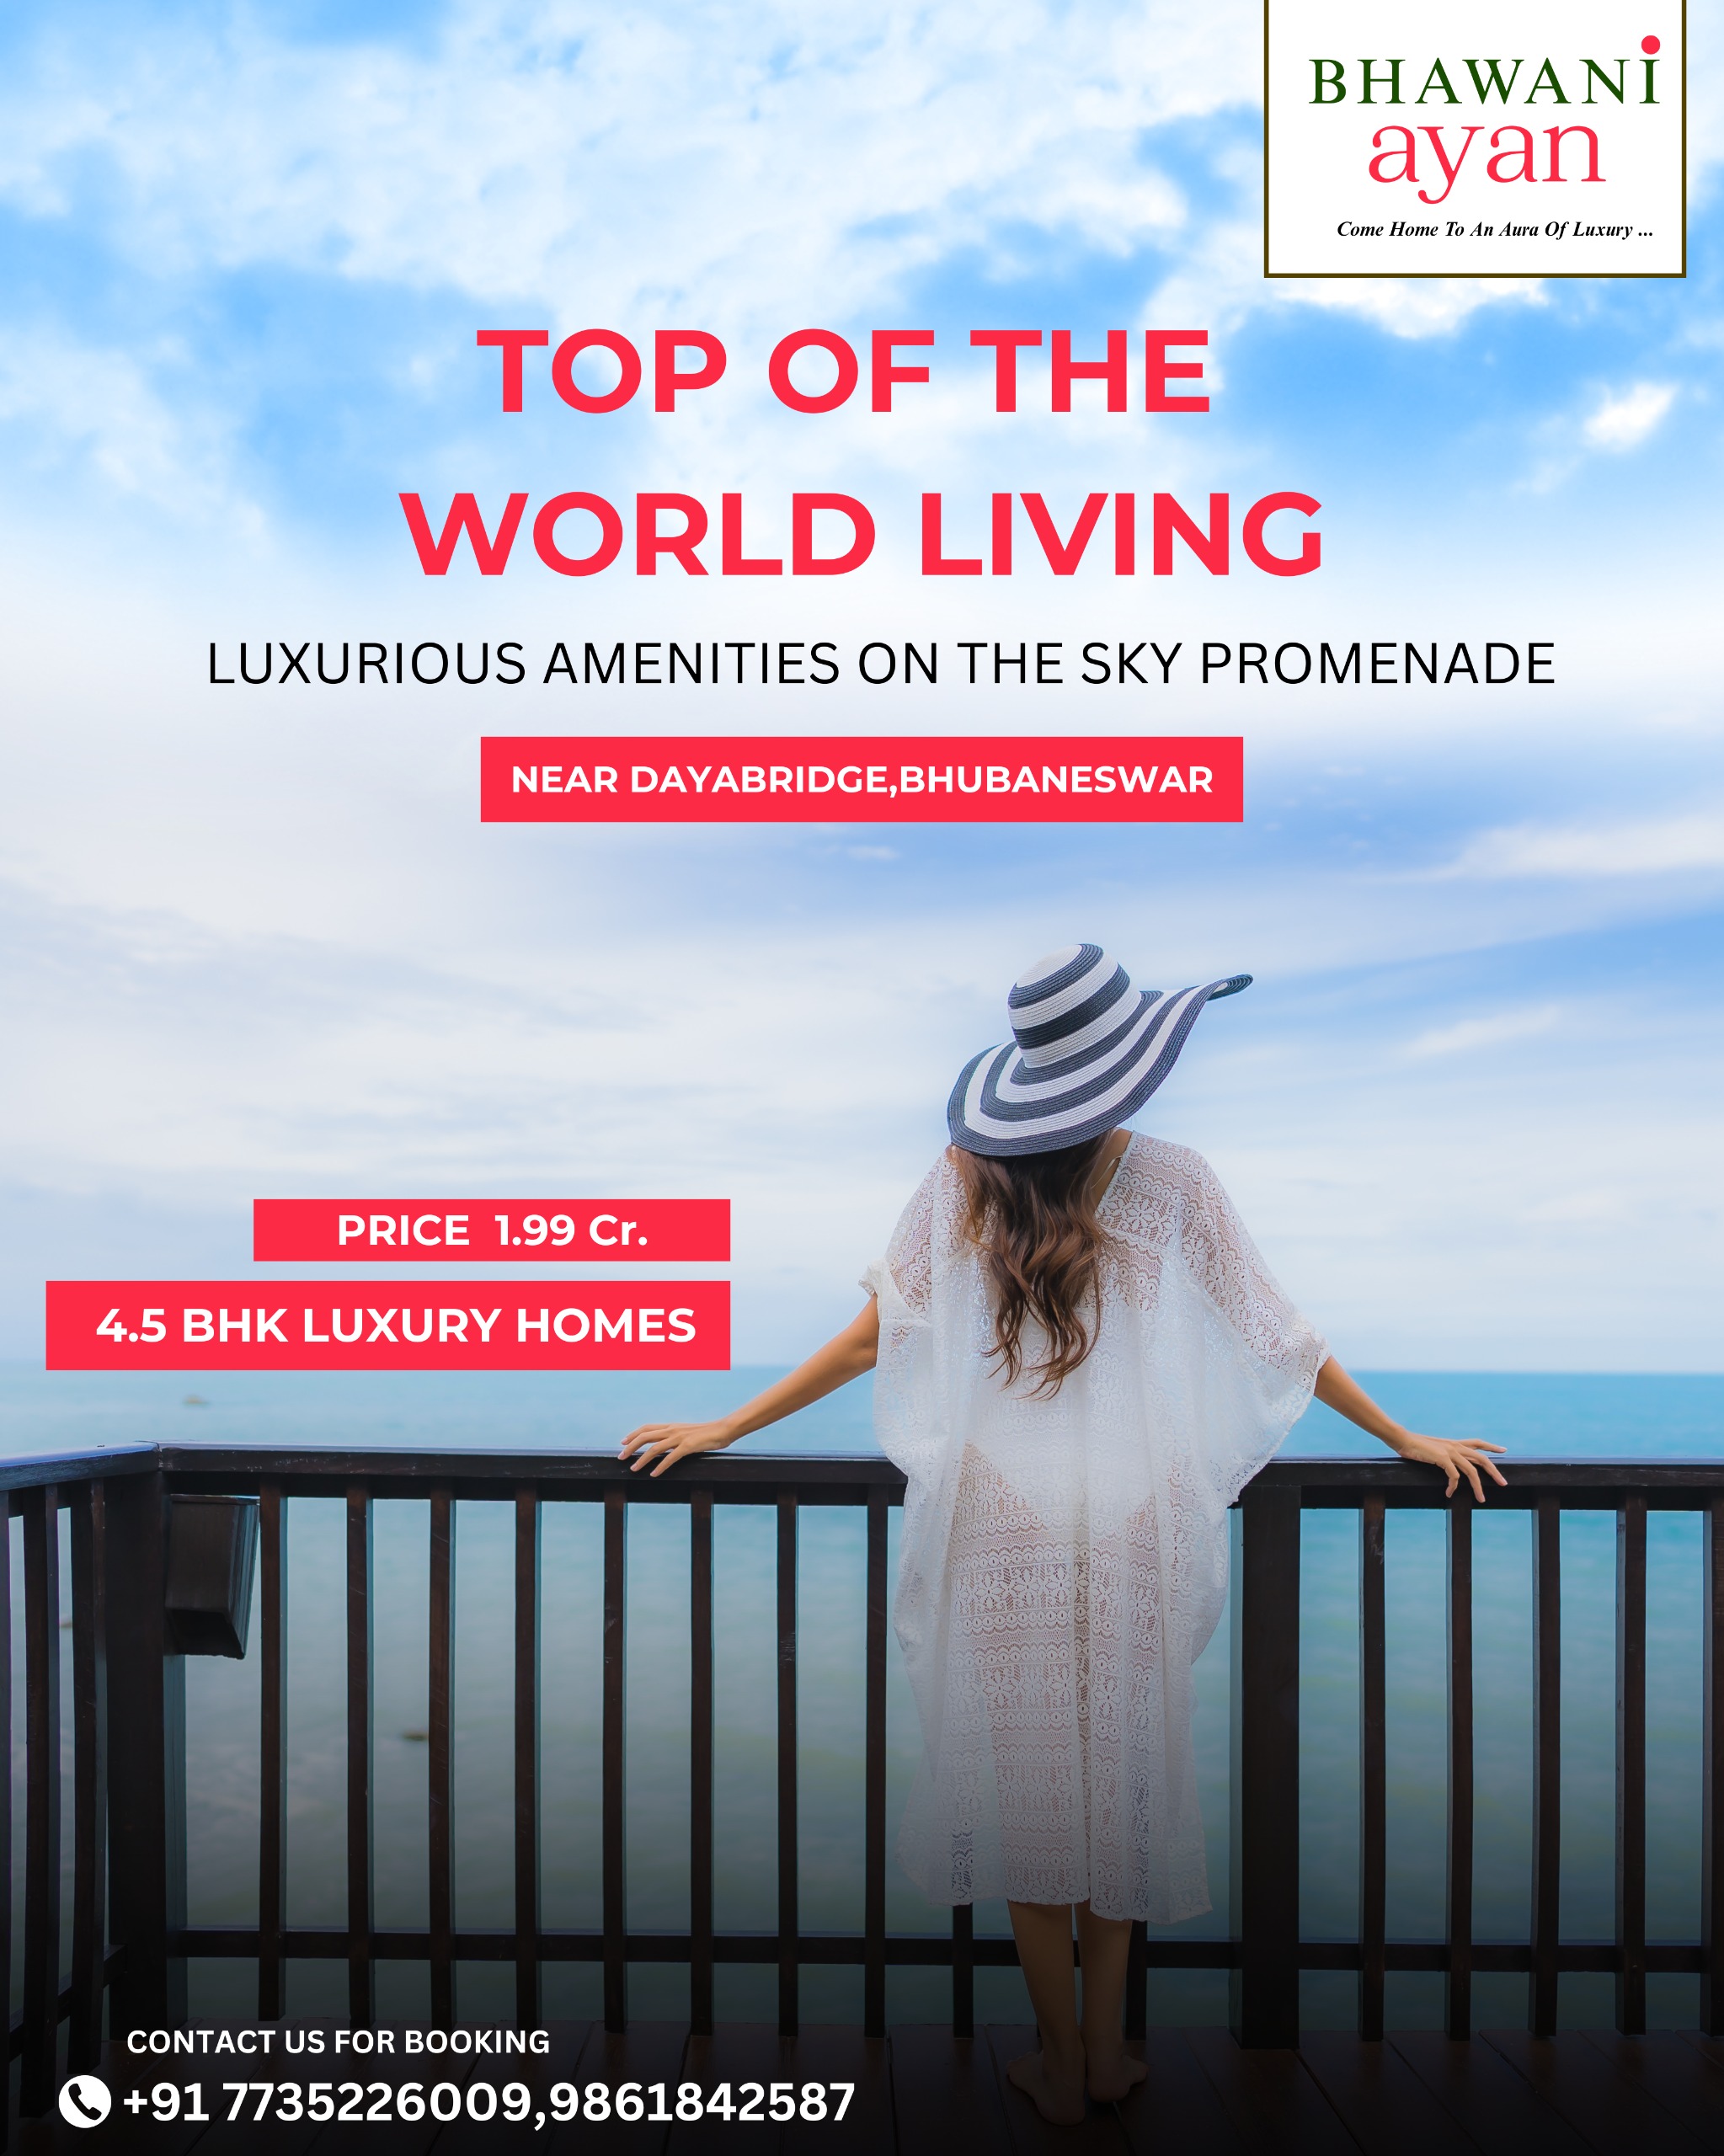 BHAWANI
ayan
Come Home To An Aura Of Luxury ...
TOP OF THE
WORLD LIVING
LUXURIOUS AMENITIES ON THE SKY PROMENADE
NEAR DAYABRIDGE,BHUBANESWAR
PRICE 1.99 Cr.
4.5 BHK LUXURY HOMES
CONTACT US FOR BOOKING
+91 7735226009,9861842587